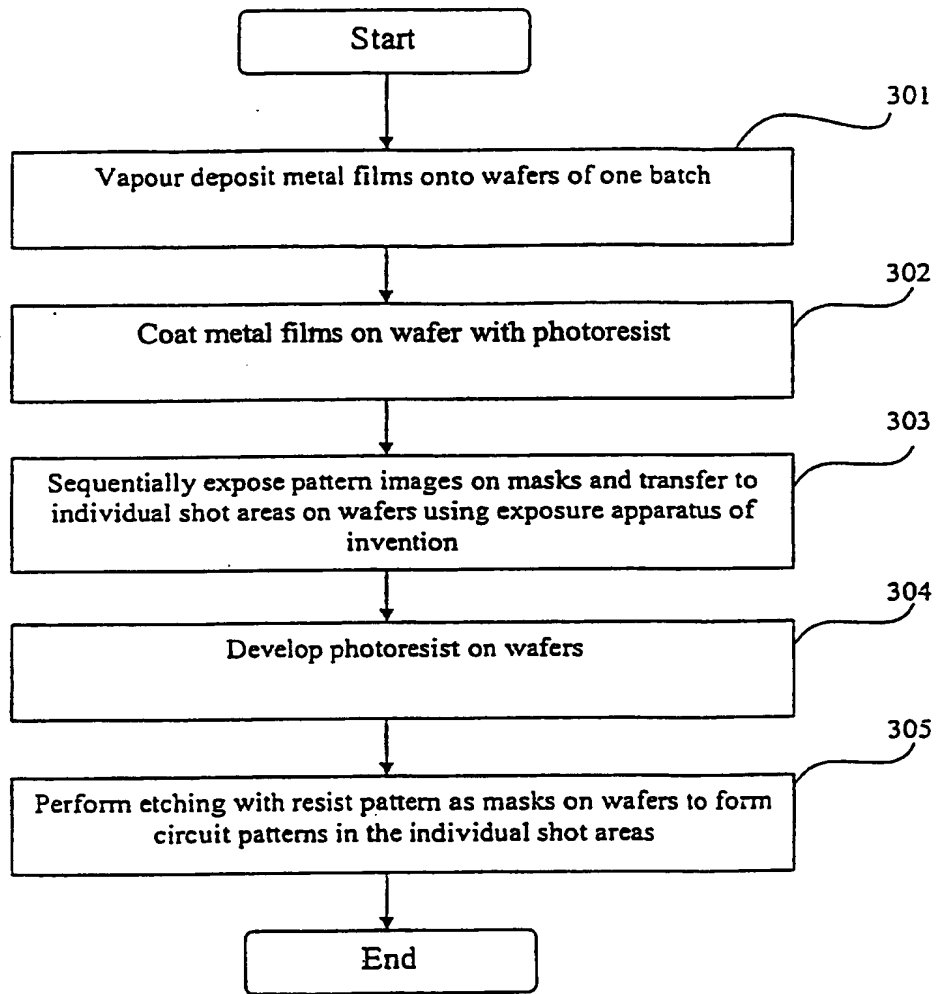 Start
301
Vapour deposit metal films onto wafers of one batch
302
Coat metal films on wafer with photoresist
303
Sequentially expose pattern images on masks and transfer to
individual shot areas on wafers using exposure apparatus of
invention
304
Develop photoresist on wafers
305
Perform etching with resist pattern as masks on wafers to form
circuit patterns in the individual shot areas
End